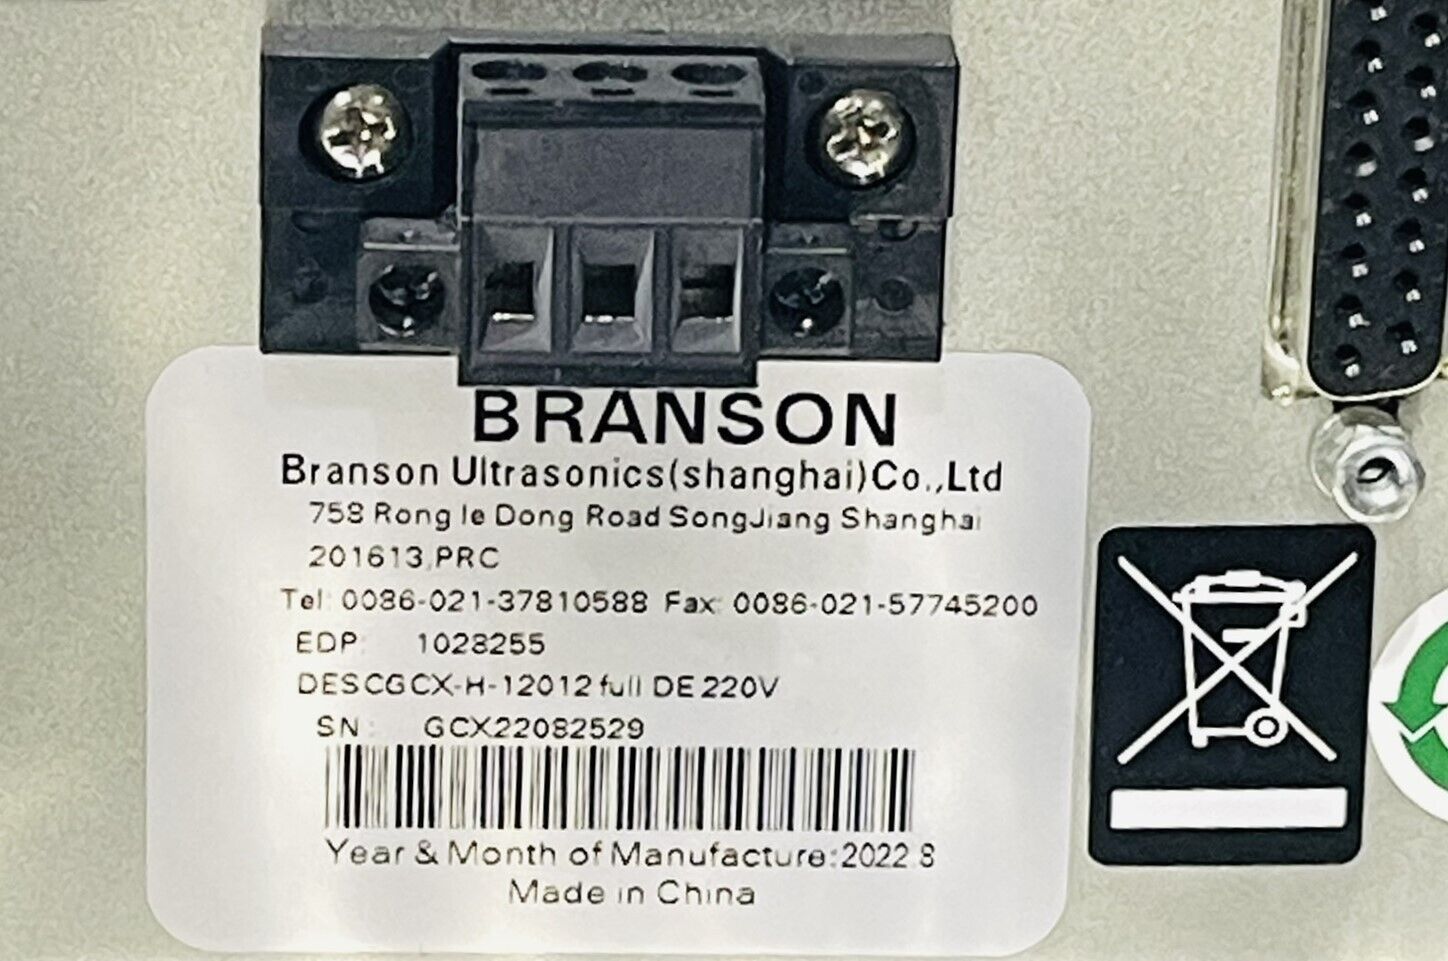 BRANSON
Branson Ultrasonics(shanghai)Co.,Ltd
758 Rong le Dong Road SongJiang Shanghai
201613,PRC
Tel: 0086-021-37810588 Fax: 0086-021-57745200
EDP: 1028255
DESCGCX-H-12012 full DE 220V
SN: GCX22082529
Year & Month of Manufacture:2022.8
Made in China